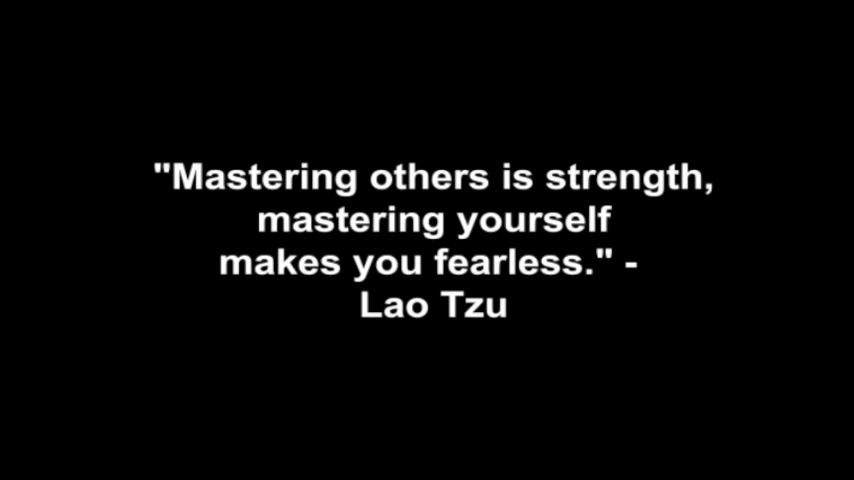 "Mastering others is strength,
mastering yourself
makes you fearless." -
Lao Tzu